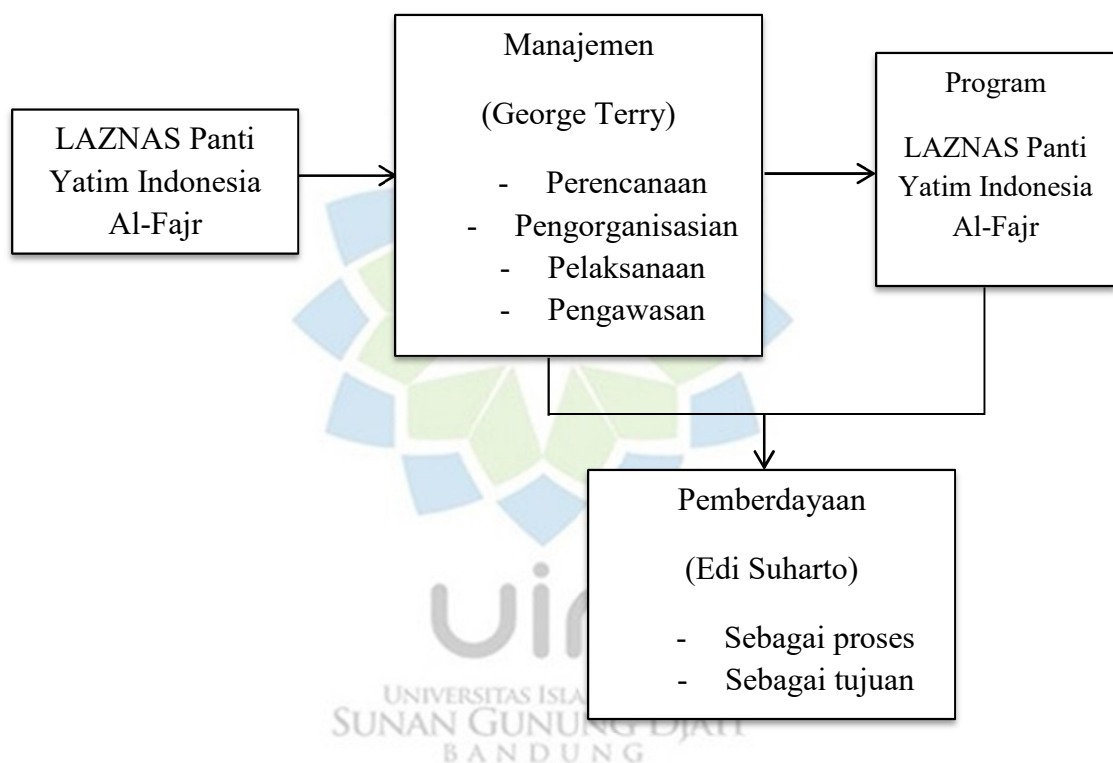 LAZNAS Panti
Yatim Indonesia
Al-Fajr
Manajemen
(George Terry)
- Perencanaan
- Pengorganisasian
- Pelaksanaan
- Pengawasan
Program
LAZNAS Panti
Yatim Indonesia
Al-Fajr
Pemberdayaan
(Edi Suharto)
- Sebagai proses
- Sebagai tujuan
UNIVERSITAS
SUNAN GUNUNG DJATI
BANDUNG